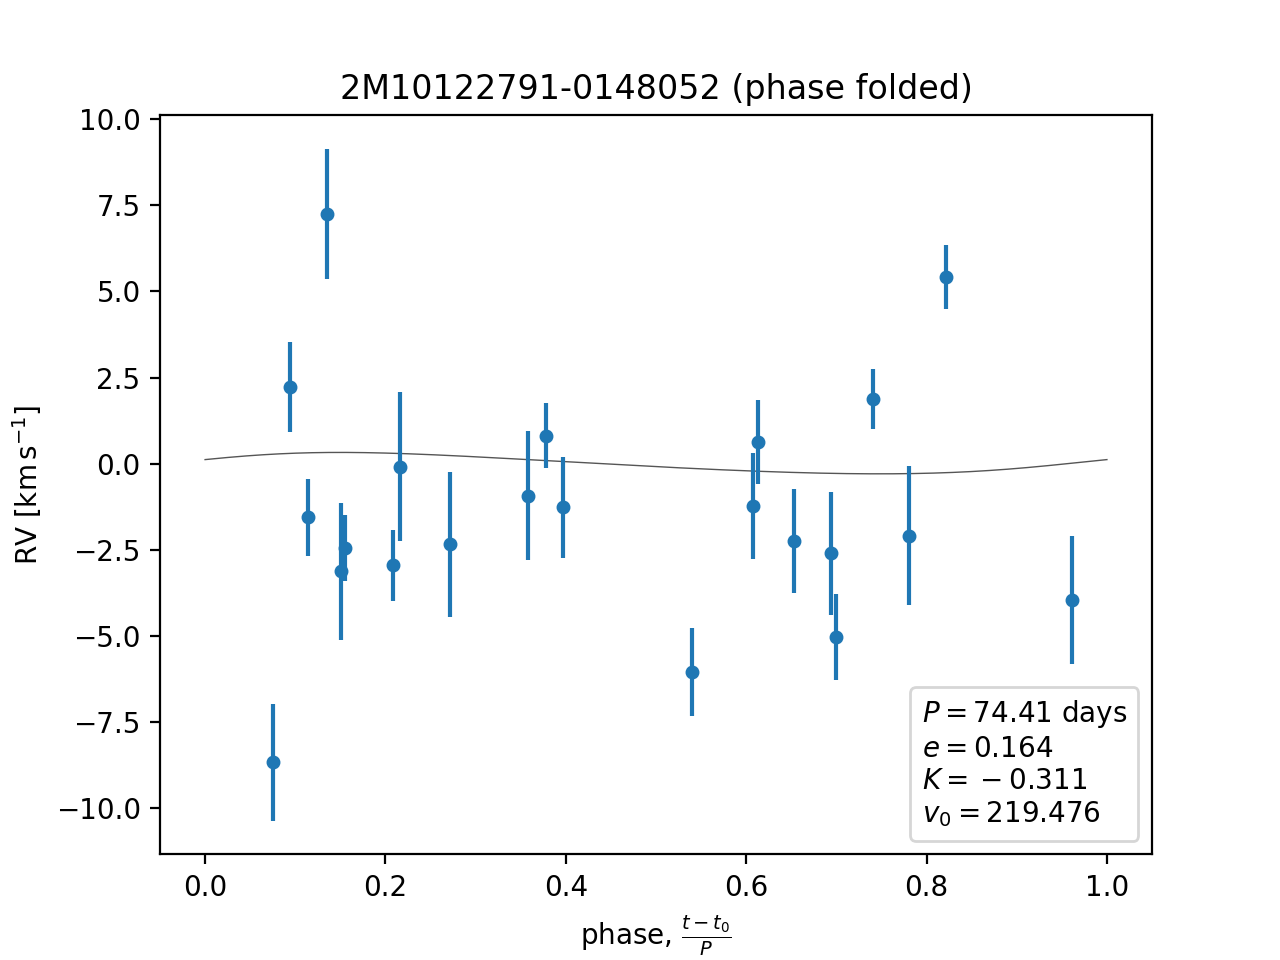 2M10122791-0148052 (phase folded)
10.0
7.5
5.0
2.5
0.0
−2.5
−5.0
−7.5
−10.0
RV [km s⁻¹]
P = 74.41 days
e = 0.164
K = −0.311
v₀ = 219.476
0.0 0.2 0.4 0.6 0.8 1.0
phase, (t − t₀)/P